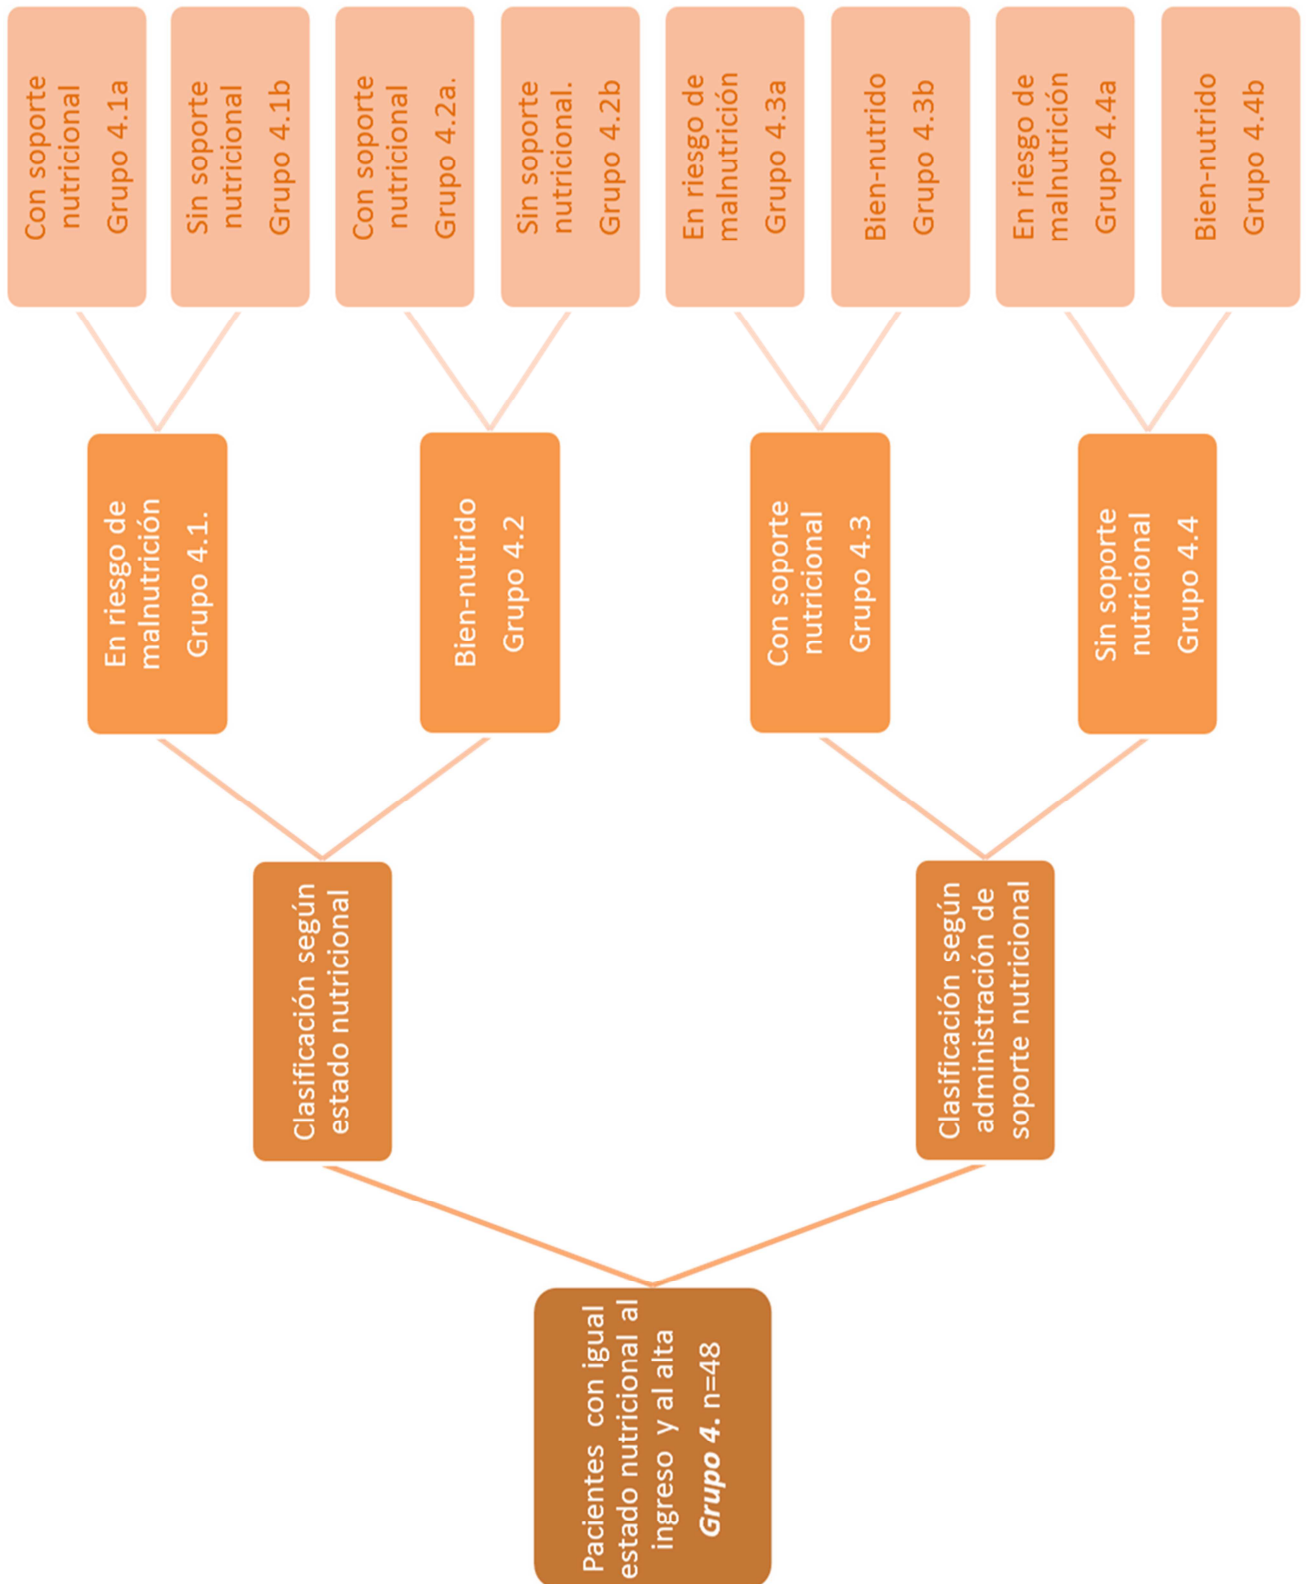 Pacientes con igual
estado nutricional al
ingreso y al alta
Grupo 4. n=48
Clasificación según
estado nutricional
Clasificación según
administración de
soporte nutricional
En riesgo de
malnutrición
Grupo 4.1.
Bien-nutrido
Grupo 4.2
Con soporte
nutricional
Grupo 4.3
Sin soporte
nutricional
Grupo 4.4
Con soporte
nutricional
Grupo 4.1a
Sin soporte
nutricional
Grupo 4.1b
Con soporte
nutricional
Grupo 4.2a.
Sin soporte
nutricional.
Grupo 4.2b
En riesgo de
malnutrición
Grupo 4.3a
Bien-nutrido
Grupo 4.3b
En riesgo de
malnutrición
Grupo 4.4a
Bien-nutrido
Grupo 4.4b